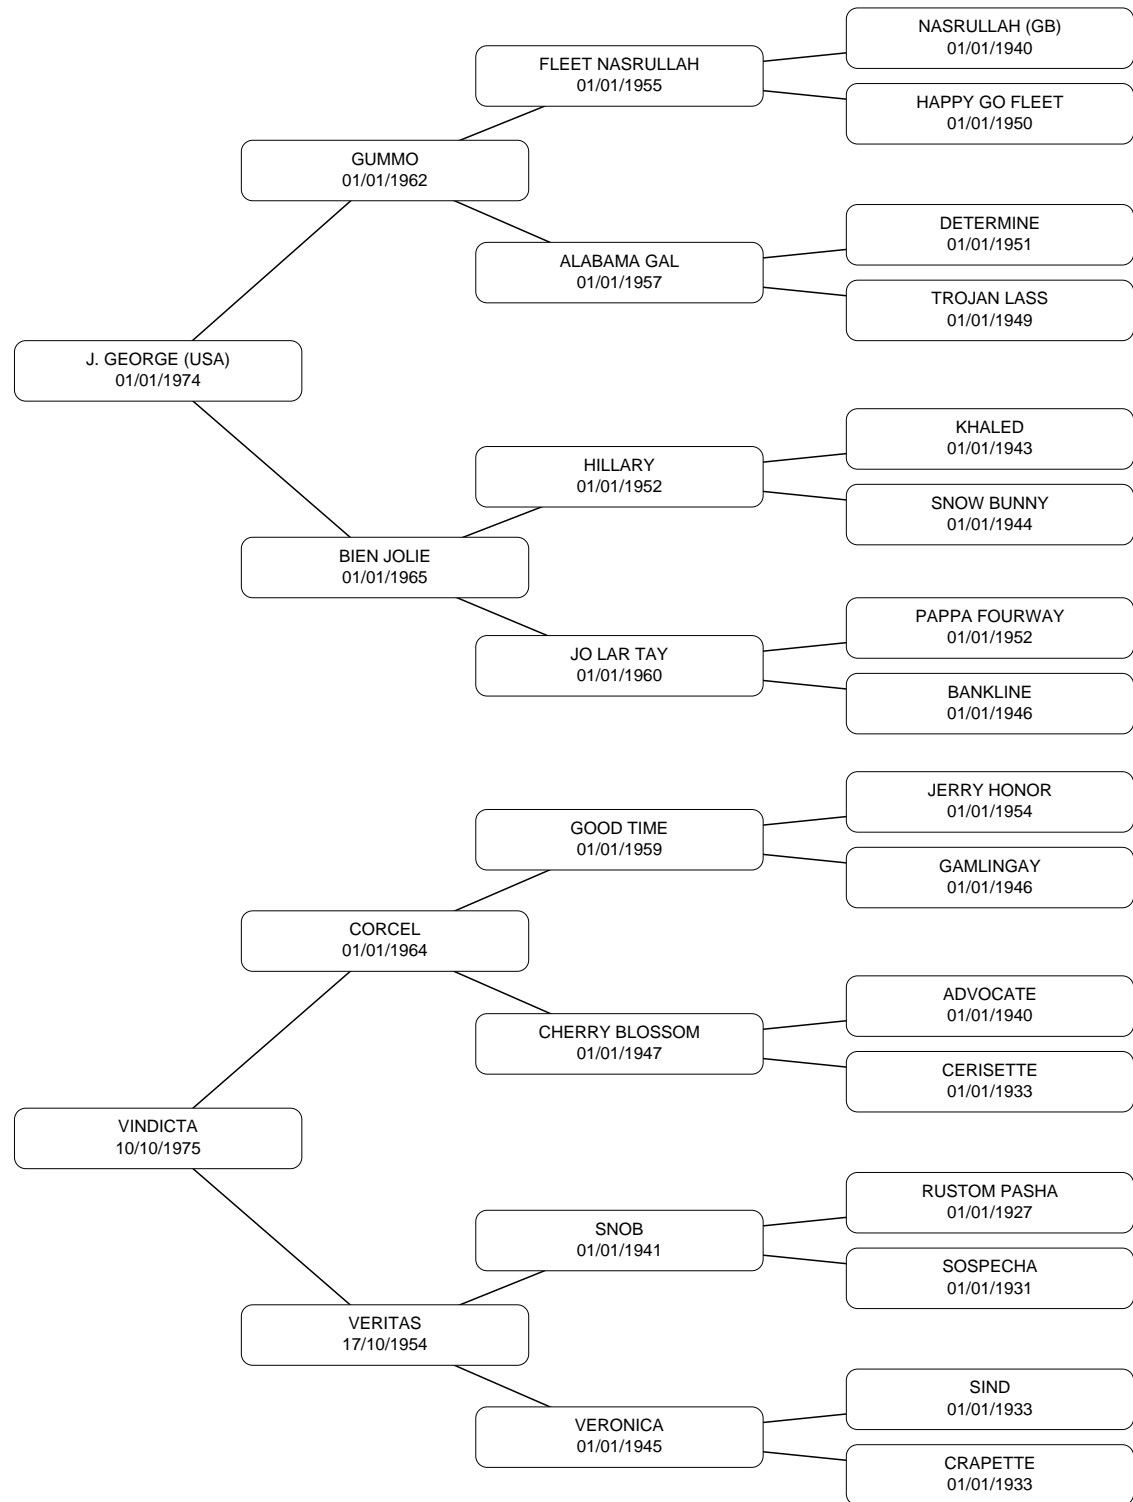 NASRULLAH (GB)
01/01/1940
FLEET NASRULLAH
01/01/1955
HAPPY GO FLEET
01/01/1950
GUMMO
01/01/1962
DETERMINE
01/01/1951
ALABAMA GAL
01/01/1957
TROJAN LASS
01/01/1949
J. GEORGE (USA)
01/01/1974
KHALED
01/01/1943
HILLARY
01/01/1952
SNOW BUNNY
01/01/1944
BIEN JOLIE
01/01/1965
PAPPA FOURWAY
01/01/1952
JO LAR TAY
01/01/1960
BANKLINE
01/01/1946
JERRY HONOR
01/01/1954
GOOD TIME
01/01/1959
GAMLINGAY
01/01/1946
CORCEL
01/01/1964
ADVOCATE
01/01/1940
CHERRY BLOSSOM
01/01/1947
CERISETTE
01/01/1933
VINDICTA
10/10/1975
RUSTOM PASHA
01/01/1927
SNOB
01/01/1941
SOSPECHA
01/01/1931
VERITAS
17/10/1954
SIND
01/01/1933
VERONICA
01/01/1945
CRAPETTE
01/01/1933